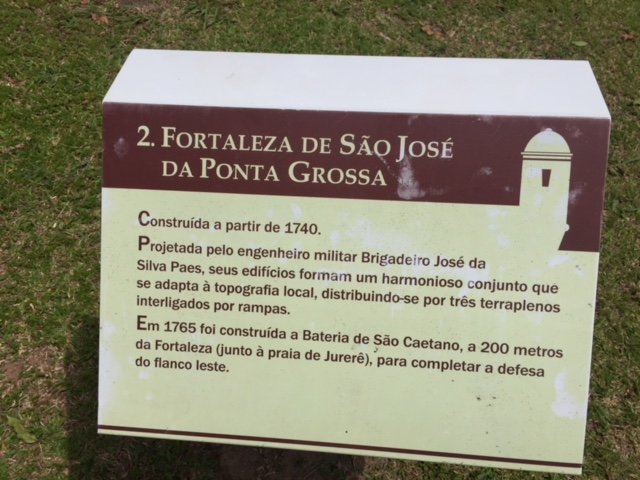 2. FORTALEZA DE SÃO JOSÉ
DA PONTA GROSSA
Construída a partir de 1740.
Projetada pelo engenheiro militar Brigadeiro José da
Silva Paes, seus edifícios formam um harmonioso conjunto que
se adapta à topografia local, distribuindo-se por três terraplenos
interligados por rampas.
Em 1765 foi construída a Bateria de São Caetano, a 200 metros
da Fortaleza (junto à praia de Jurerê), para completar a defesa
do flanco leste.